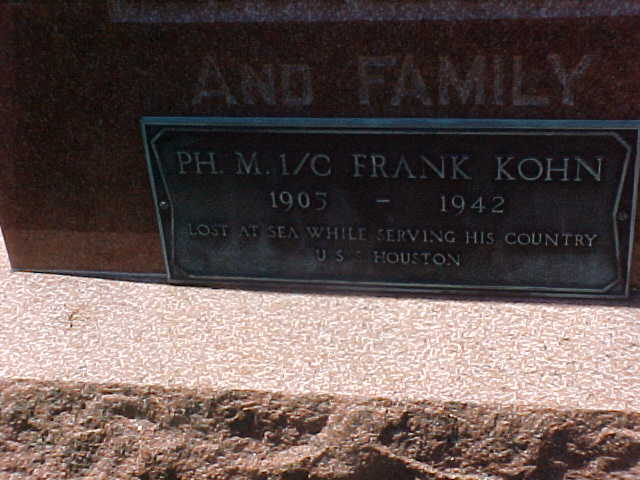 AND FAMILY
PH. M. 1/C FRANK KOHN
1905 - 1942
LOST AT SEA WHILE SERVING HIS COUNTRY
U S S HOUSTON